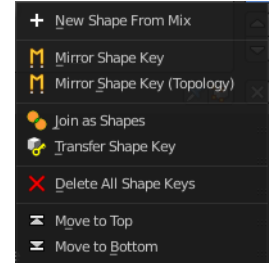 New Shape From Mix
Mirror Shape Key
Mirror Shape Key (Topology)
Join as Shapes
Transfer Shape Key
Delete All Shape Keys
Move to Top
Move to Bottom